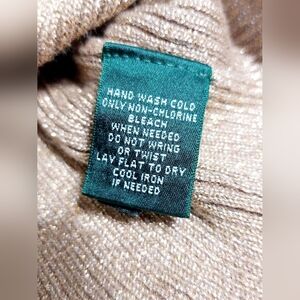 HAND WASH COLD
ONLY NON-CHLORINE
BLEACH
WHEN NEEDED
DO NOT WRING
OR TWIST
LAY FLAT TO DRY
COOL IRON
IF NEEDED